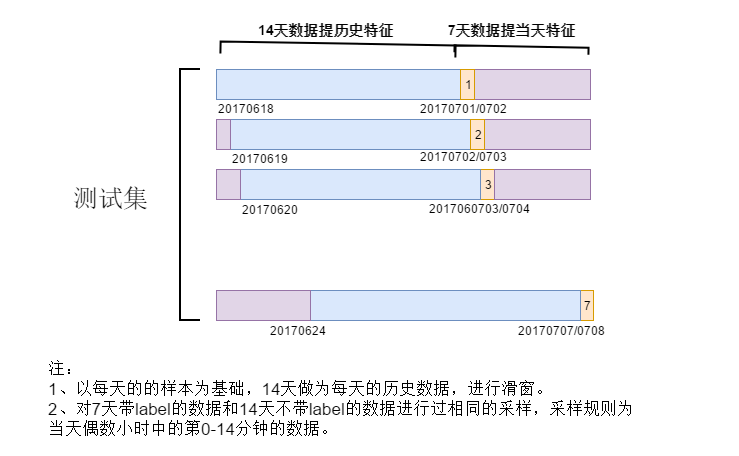 14天数据提历史特征 7天数据提当天特征
1
20170618 20170701/0702
2
20170619 20170702/0703
3
20170620 2017060703/0704
测试集
7
20170624 20170707/0708
注：
1、以每天的的样本为基础，14天做为每天的历史数据，进行滑窗。
2、对7天带label的数据和14天不带label的数据进行过相同的采样，采样规则为
当天偶数小时中的第0-14分钟的数据。